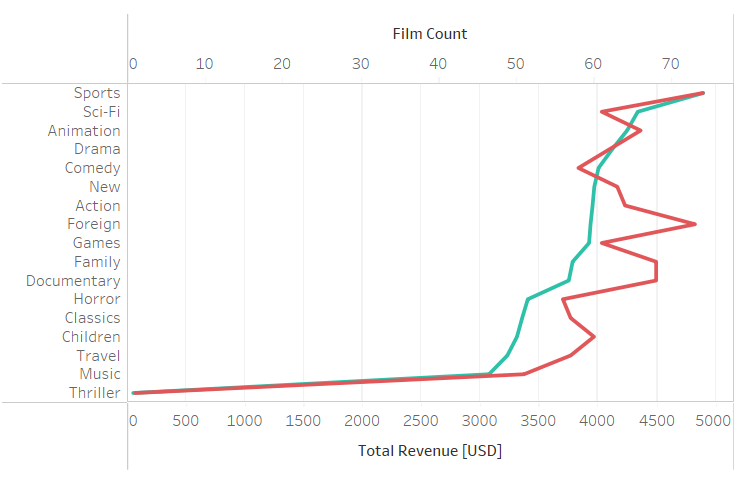 Film Count
0 10 20 30 40 50 60 70
Sports
Sci-Fi
Animation
Drama
Comedy
New
Action
Foreign
Games
Family
Documentary
Horror
Classics
Children
Travel
Music
Thriller
0 500 1000 1500 2000 2500 3000 3500 4000 4500 5000
Total Revenue [USD]